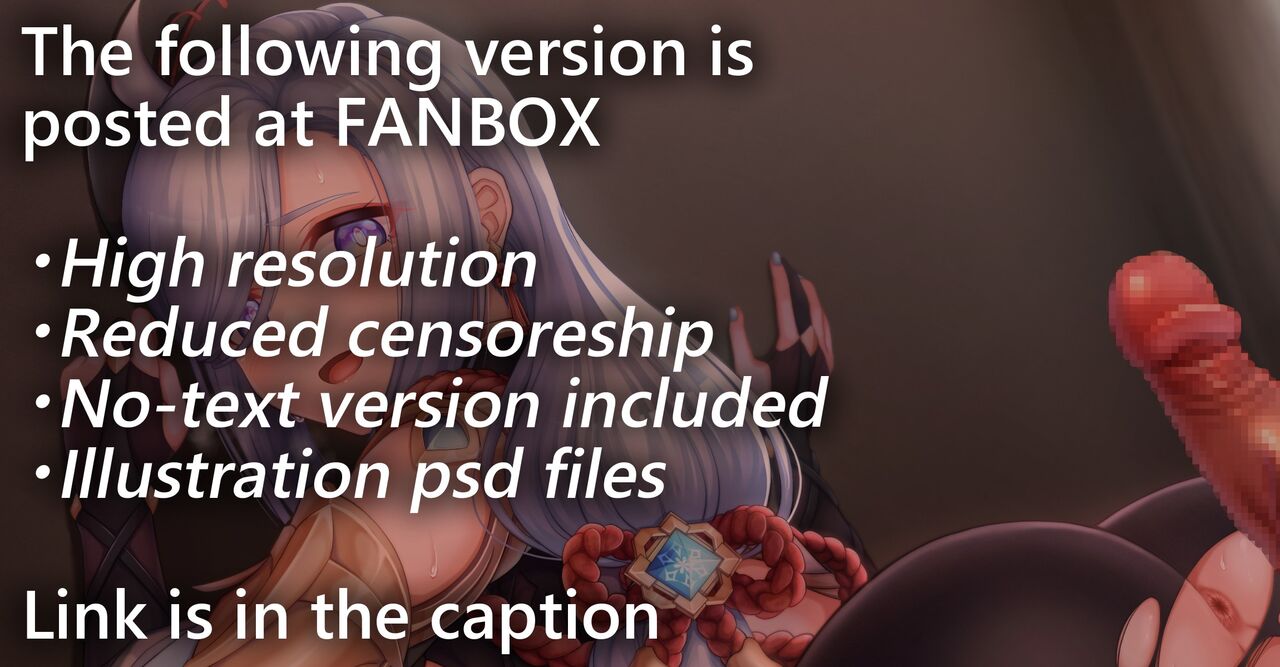 The following version is
posted at FANBOX
・High resolution
・Reduced censoreship
・No-text version included
・Illustration psd files
Link is in the caption